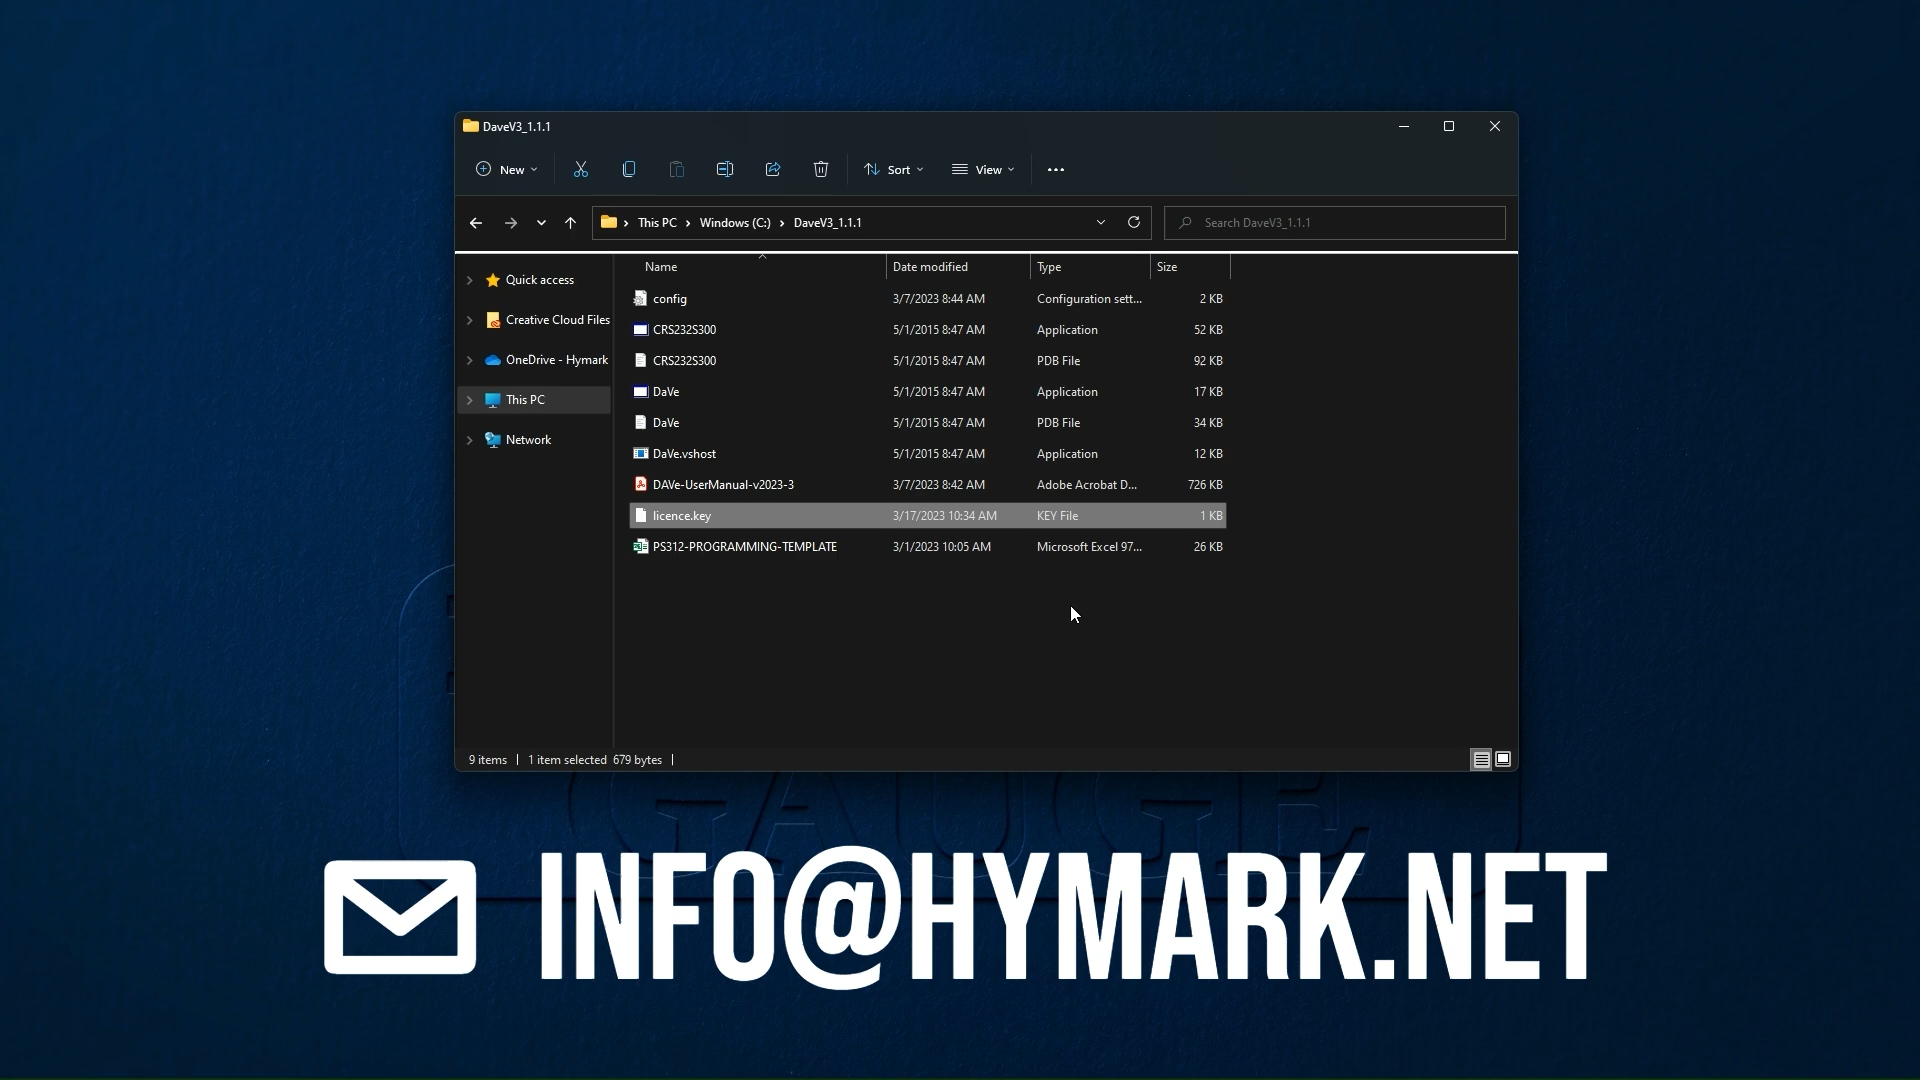 DaveV3_1.1.1
New Sort View
This PC Windows (C:) DaveV3_1.1.1 Search DaveV3_1.1.1
Name Date modified Type Size
Quick access
Creative Cloud Files
OneDrive - Hymark
This PC
Network
config 3/7/2023 8:44 AM Configuration sett... 2 KB
CRS232S300 5/1/2015 8:47 AM Application 52 KB
CRS232S300 5/1/2015 8:47 AM PDB File 92 KB
DaVe 5/1/2015 8:47 AM Application 17 KB
DaVe 5/1/2015 8:47 AM PDB File 34 KB
DaVe.vshost 5/1/2015 8:47 AM Application 12 KB
DAVe-UserManual-v2023-3 3/7/2023 8:42 AM Adobe Acrobat D... 726 KB
licence.key 3/17/2023 10:34 AM KEY File 1 KB
PS312-PROGRAMMING-TEMPLATE 3/1/2023 10:05 AM Microsoft Excel 97... 26 KB
9 items 1 item selected 679 bytes
GAUGE
INFO@HYMARK.NET